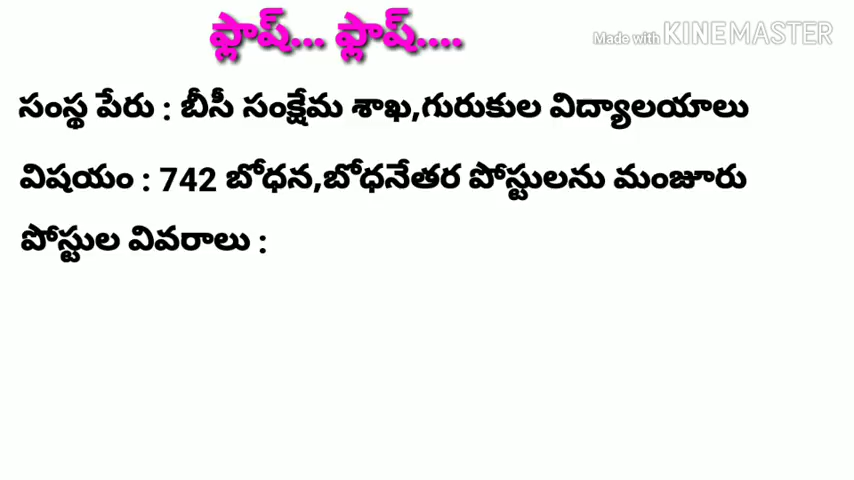 ఫ్లాష్... ఫ్లాష్....
Made with KINEMASTER
సంస్థ పేరు : బీసీ సంక్షేమ శాఖ,గురుకుల విద్యాలయాలు
విషయం : 742 బోధన,బోధనేతర పోస్టులను మంజూరు
పోస్టుల వివరాలు :